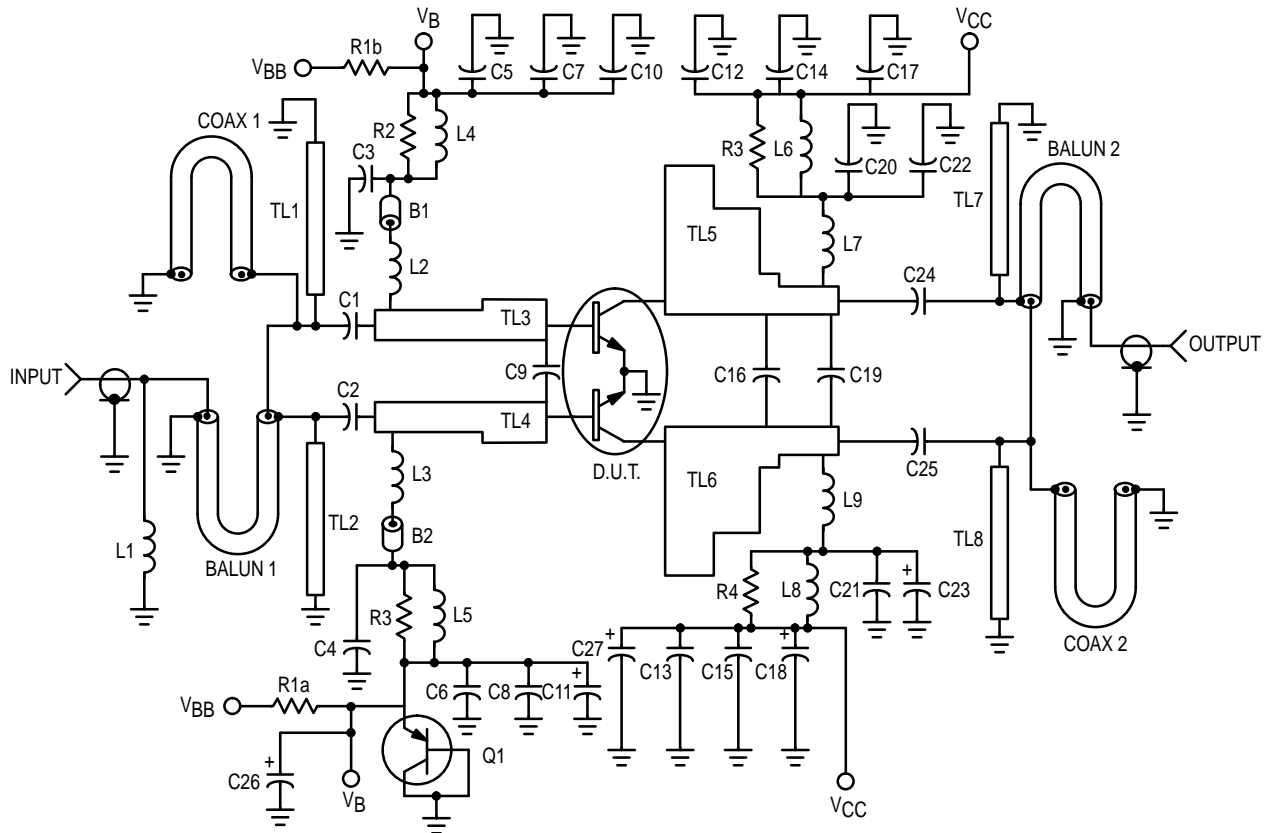 VB
VCC
R1b
VBB
C5
C7
C10
C12
C14
C17
COAX 1
R2
L4
R3
L6
BALUN 2
C3
C20
C22
TL1
B1
TL5
TL7
L2
L7
C24
C1
TL3
INPUT
C9
C16
C19
OUTPUT
C2
TL4
D.U.T.
C25
L3
TL6
L9
TL2
B2
TL8
L1
BALUN 1
R4
L8
C21
+
C23
R3
L5
C4
C27
+
C13
C15
+
C18
COAX 2
R1a
C6
C8
+
C11
VBB
+
C26
Q1
VB
VCC